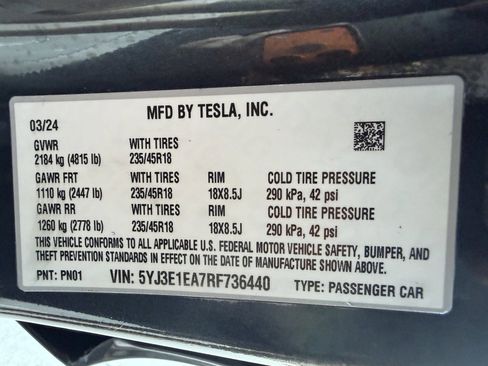 MFD BY TESLA, INC.
03/24
GVWR WITH TIRES
2184 kg (4815 lb) 235/45R18
GAWR FRT WITH TIRES RIM COLD TIRE PRESSURE
1110 kg (2447 lb) 235/45R18 18X8.5J 290 kPa, 42 psi
GAWR RR WITH TIRES RIM COLD TIRE PRESSURE
1260 kg (2778 lb) 235/45R18 18X8.5J 290 kPa, 42 psi
THIS VEHICLE CONFORMS TO ALL APPLICABLE U.S. FEDERAL MOTOR VEHICLE SAFETY, BUMPER, AND
THEFT PREVENTION STANDARDS IN EFFECT ON THE DATE OF MANUFACTURE SHOWN ABOVE.
PNT: PN01 VIN: 5YJ3E1EA7RF736440 TYPE: PASSENGER CAR